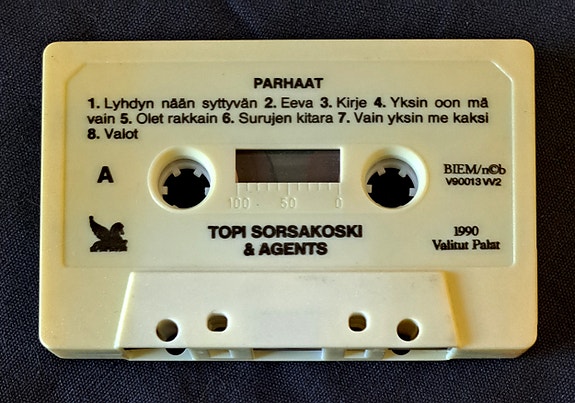 PARHAAT
1. Lyhdyn nään syttyvän 2. Eeva 3. Kirje 4. Yksin oon mä
vain 5. Olet rakkain 6. Surujen kitara 7. Vain yksin me kaksi
8. Valot
A
BIEM/n©b
V90013 VV2
100 50 0
TOPI SORSAKOSKI
& AGENTS
1990
Valitut Palat